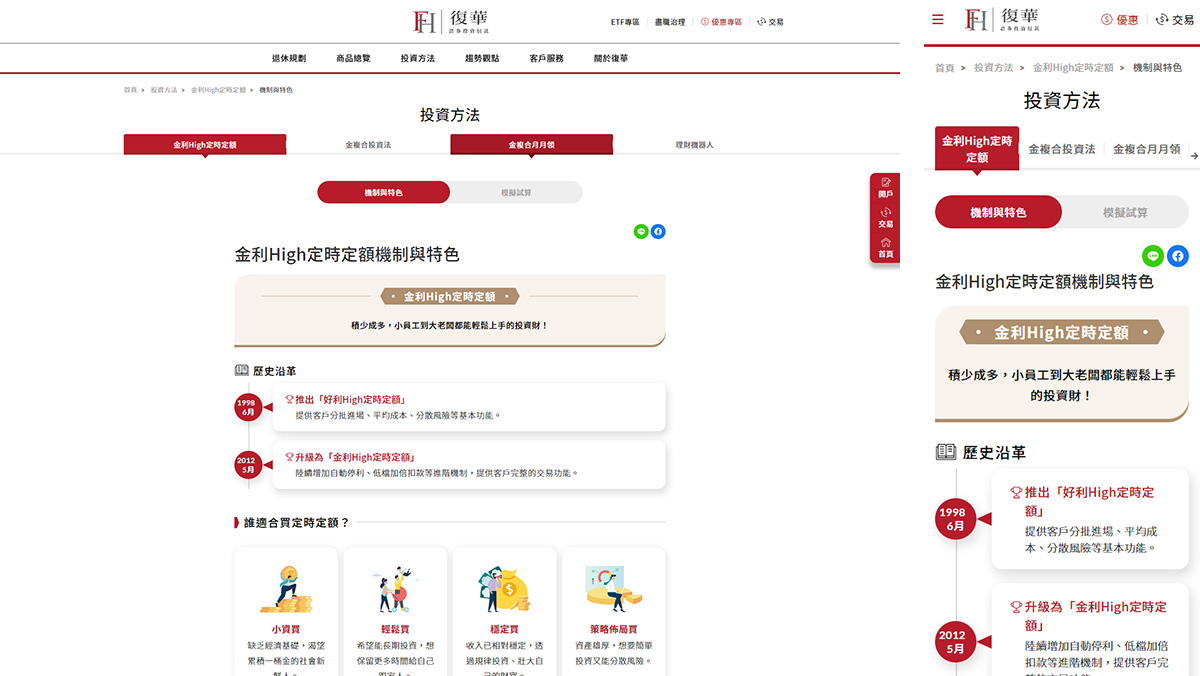 FH 復華 證券投資信託
ETF專區 盡職治理 優惠專區 交易
退休規劃 商品總覽 投資方法 趨勢觀點 客戶服務 關於復華
首頁 > 投資方法 > 金利High定時定額 > 機制與特色
投資方法
金利High定時定額 金複合投資法 金複合月月領 理財機器人
機制與特色 模擬試算
開戶
交易
首頁
金利High定時定額機制與特色
金利High定時定額
積少成多，小員工到大老闆都能輕鬆上手的投資財！
歷史沿革
1998
6月
推出「好利High定時定額」
提供客戶分批進場、平均成本、分散風險等基本功能。
2012
5月
升級為「金利High定時定額」
陸續增加自動停利、低檔加倍扣款等進階機制，提供客戶完整的交易功能。
誰適合買定時定額？
小資買
缺乏經濟基礎，渴望
累積一桶金的社會新
鮮人。
輕鬆買
希望能長期投資，想
保留更多時間給自己
跟家人。
穩定買
收入已相對穩定，透
過規律投資、壯大自
己的財富。
策略佈局買
資產雄厚，想要簡單
投資又能分散風險。
FH 復華 證券投資信託
優惠 交易
首頁 > 投資方法 > 金利High定時定額 > 機制與特色
投資方法
金利High定時
定額
金複合投資法 金複合月月領
機制與特色 模擬試算
金利High定時定額機制與特色
金利High定時定額
積少成多，小員工到大老闆都能輕鬆上手
的投資財！
歷史沿革
1998
6月
推出「好利High定時定
額」
提供客戶分批進場、平均成
本、分散風險等基本功能。
2012
5月
升級為「金利High定時定
額」
陸續增加自動停利、低檔加倍
扣款等進階機制，提供客戶完